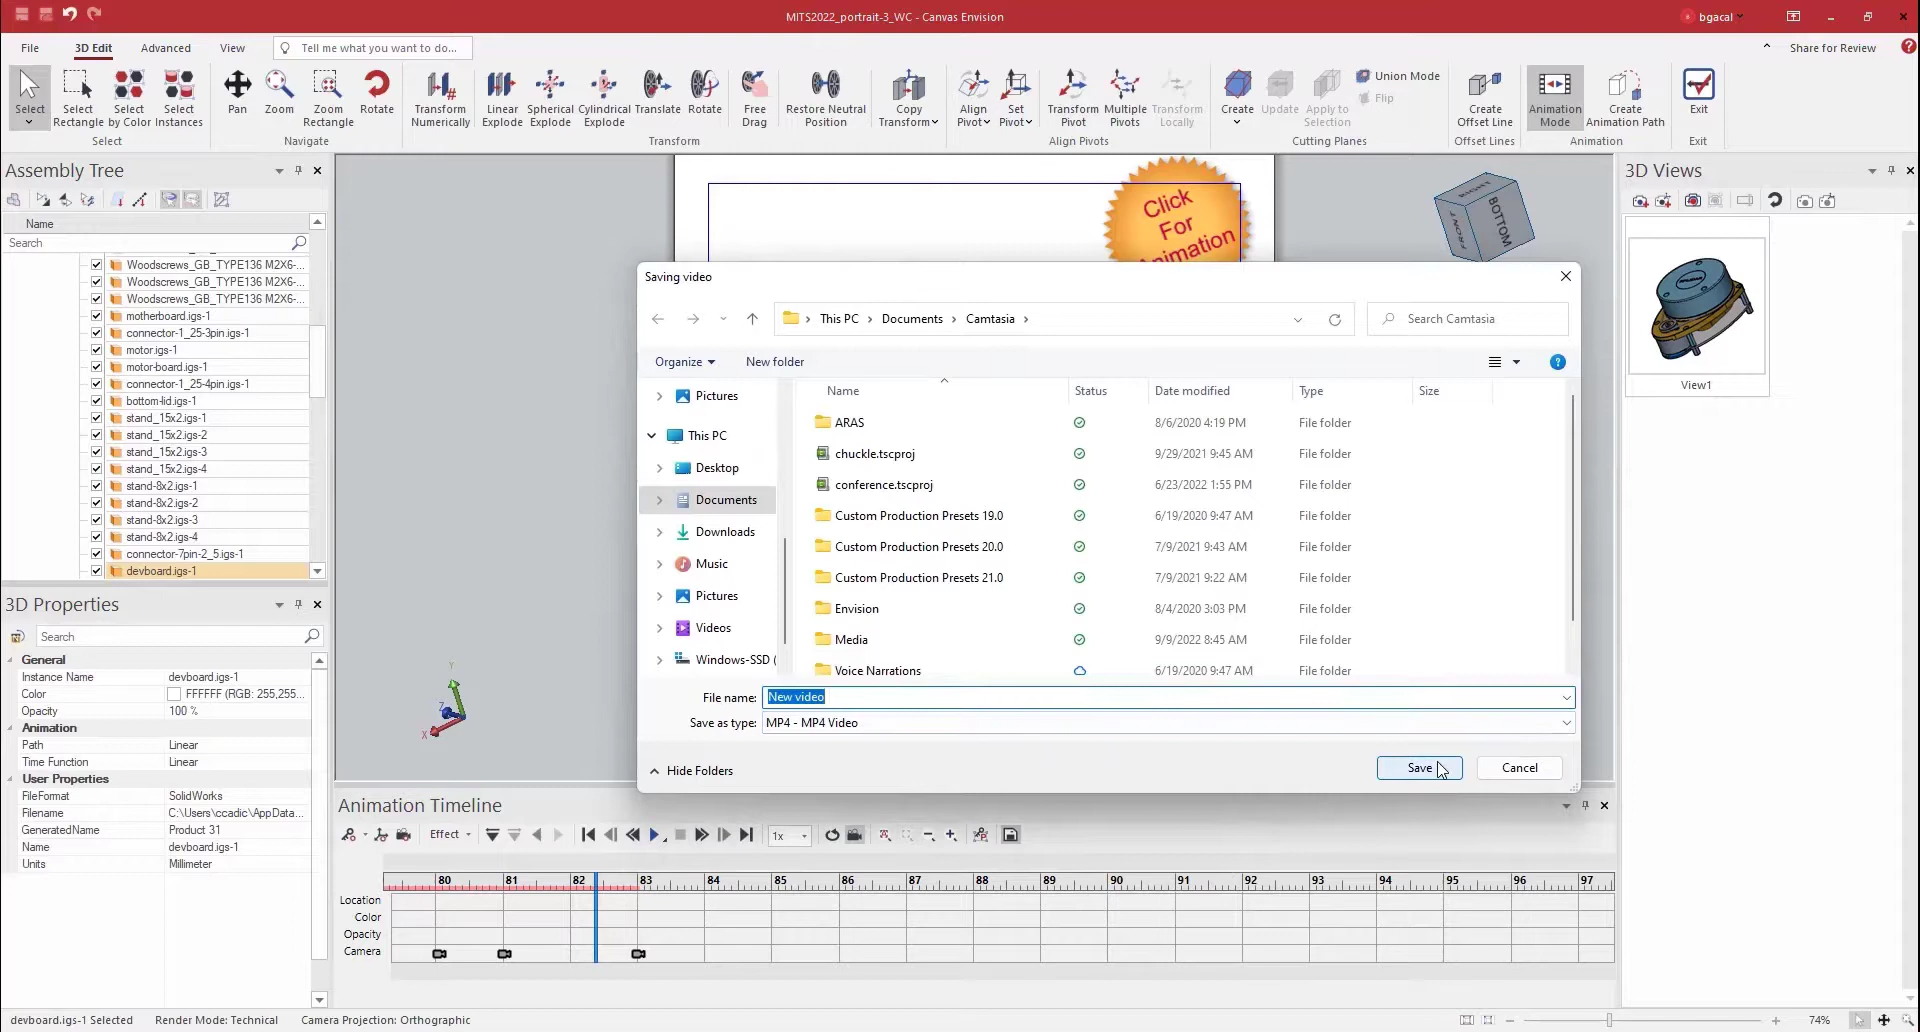 MITS2022_portrait-3_WC - Canvas Envision
bgacal
File
3D Edit
Advanced
View
Tell me what you want to do...
Share for Review
Select
Select Rectangle
Select by Color
Select Instances
Select
Pan
Zoom
Zoom Rectangle
Rotate
Navigate
Transform Numerically
Linear Explode
Spherical Explode
Cylindrical Explode
Translate
Rotate
Free Drag
Restore Neutral Position
Copy Transform
Transform
Align Pivot
Set Pivot
Transform Pivot
Multiple Pivots
Transform Locally
Align Pivots
Create
Update
Apply to Selection
Union Mode
Flip
Cutting Planes
Create Offset Line
Offset Lines
Animation Mode
Create Animation Path
Animation
Exit
Exit
Assembly Tree
Name
Search
Woodscrews_GB_TYPE136 M2X6-...
Woodscrews_GB_TYPE136 M2X6-...
Woodscrews_GB_TYPE136 M2X6-...
motherboard.igs-1
connector-1_25-3pin.igs-1
motor.igs-1
motor-board.igs-1
connector-1_25-4pin.igs-1
bottom-lid.igs-1
stand_15x2.igs-1
stand_15x2.igs-2
stand_15x2.igs-3
stand_15x2.igs-4
stand-8x2.igs-1
stand-8x2.igs-2
stand-8x2.igs-3
stand-8x2.igs-4
connector-7pin-2_5.igs-1
devboard.igs-1
3D Properties
Search
General
Instance Name devboard.igs-1
Color FFFFFF (RGB: 255,255...
Opacity 100 %
Animation
Path Linear
Time Function Linear
User Properties
FileFormat SolidWorks
Filename C:\Users\ccadic\AppData...
GeneratedName Product 31
Name devboard.igs-1
Units Millimeter
Click
For
Animation
RIGHT
FRONT
BOTTOM
Y
Z
X
Saving video
This PC
Documents
Camtasia
Search Camtasia
Organize
New folder
Pictures
This PC
Desktop
Documents
Downloads
Music
Pictures
Videos
Windows-SSD (
Name Status Date modified Type Size
ARAS 8/6/2020 4:19 PM File folder
chuckle.tscproj 9/29/2021 9:45 AM File folder
conference.tscproj 6/23/2022 1:55 PM File folder
Custom Production Presets 19.0 6/19/2020 9:47 AM File folder
Custom Production Presets 20.0 7/9/2021 9:43 AM File folder
Custom Production Presets 21.0 7/9/2021 9:22 AM File folder
Envision 8/4/2020 3:03 PM File folder
Media 9/9/2022 8:45 AM File folder
Voice Narrations 6/19/2020 9:47 AM File folder
File name: New video
Save as type: MP4 - MP4 Video
Hide Folders
Save
Cancel
3D Views
View1
Animation Timeline
Effect
1x
80 81 82 83 84 85 86 87 88 89 90 91 92 93 94 95 96 97
Location
Color
Opacity
Camera
devboard.igs-1 Selected
Render Mode: Technical
Camera Projection: Orthographic
74%